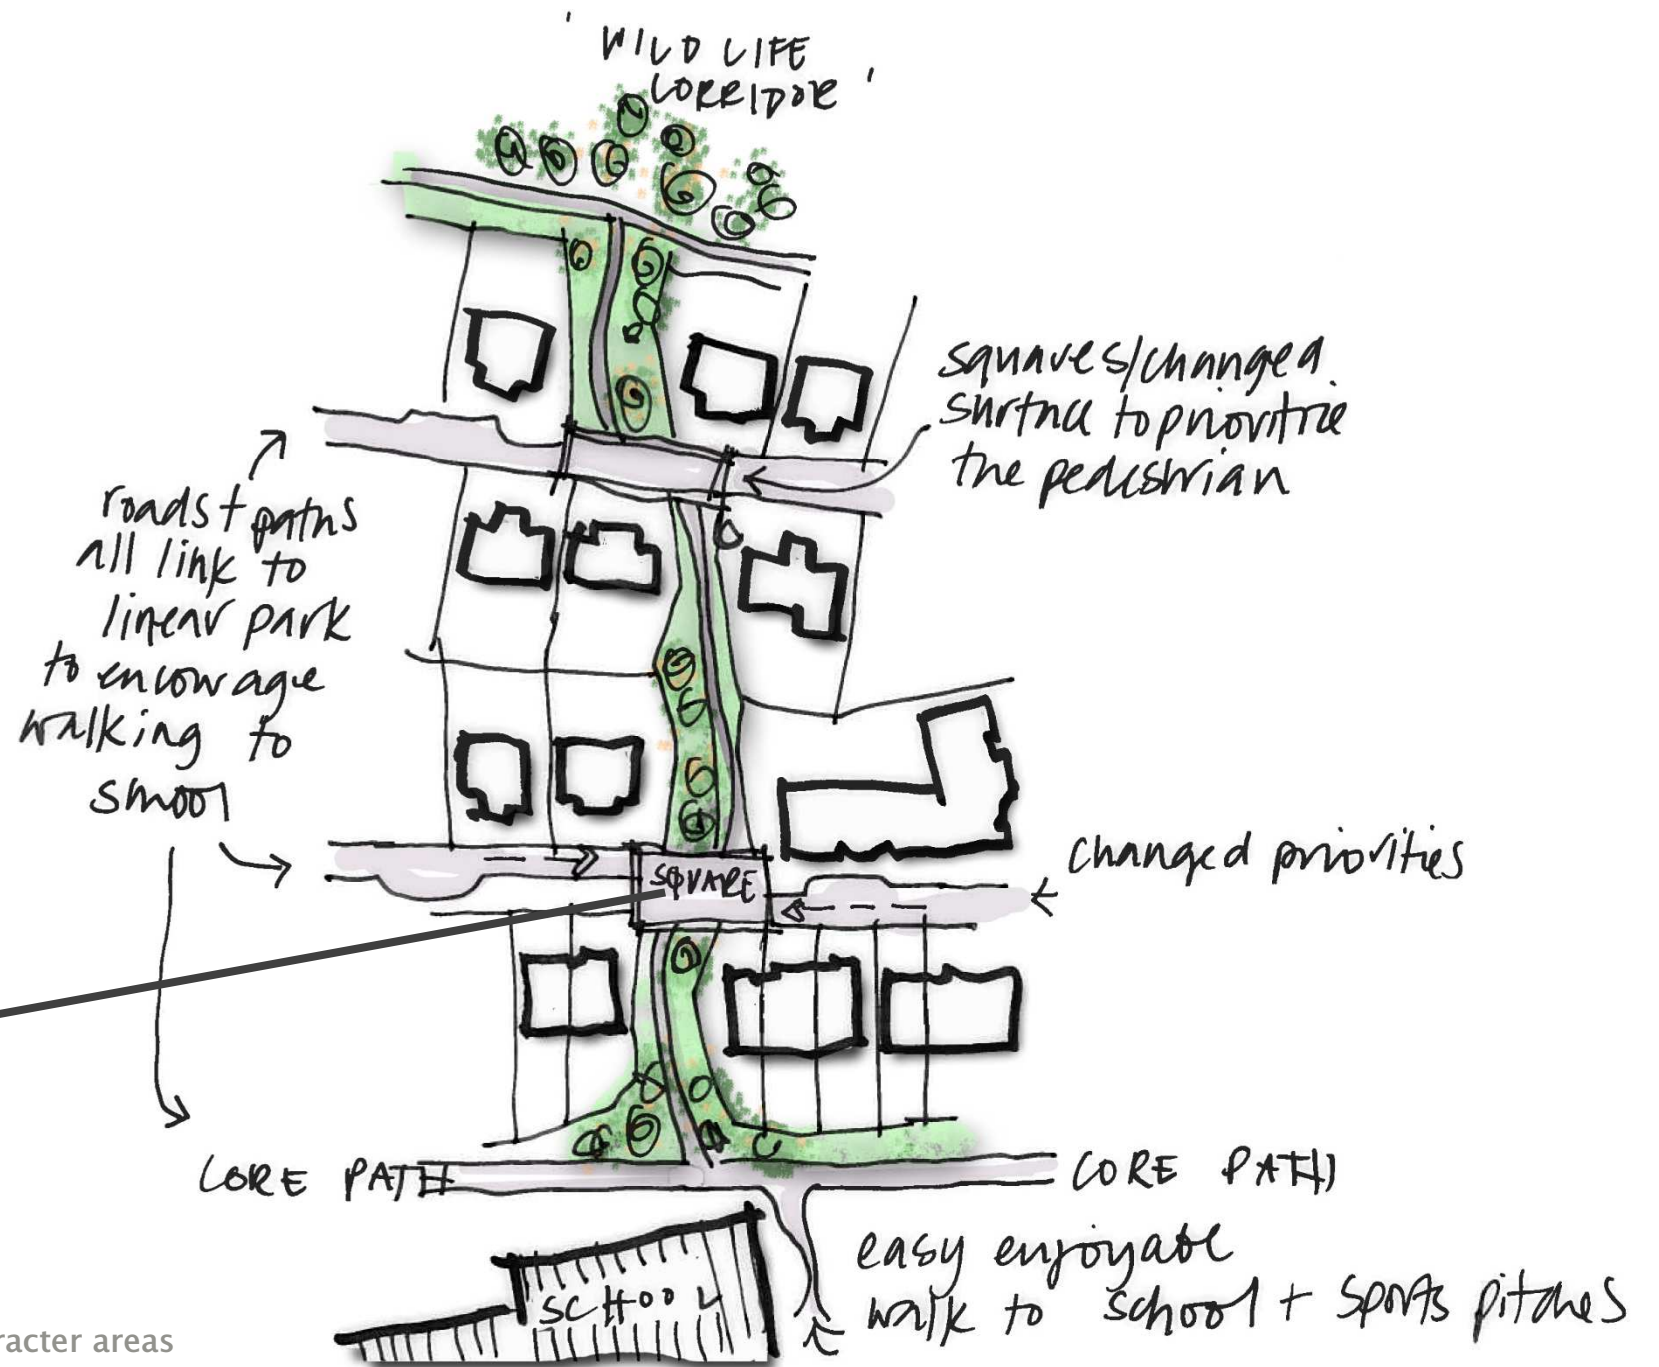 'WILD LIFE
CORRIDOR'
squares/changed
surface to prioritize
the pedestrian
roads + paths
all link to
linear park
to encourage
walking to
school
changed priorities
SQUARE
CORE PATH
CORE PATH
easy enjoyable
walk to school + sports pitches
SCHOOL
racter areas